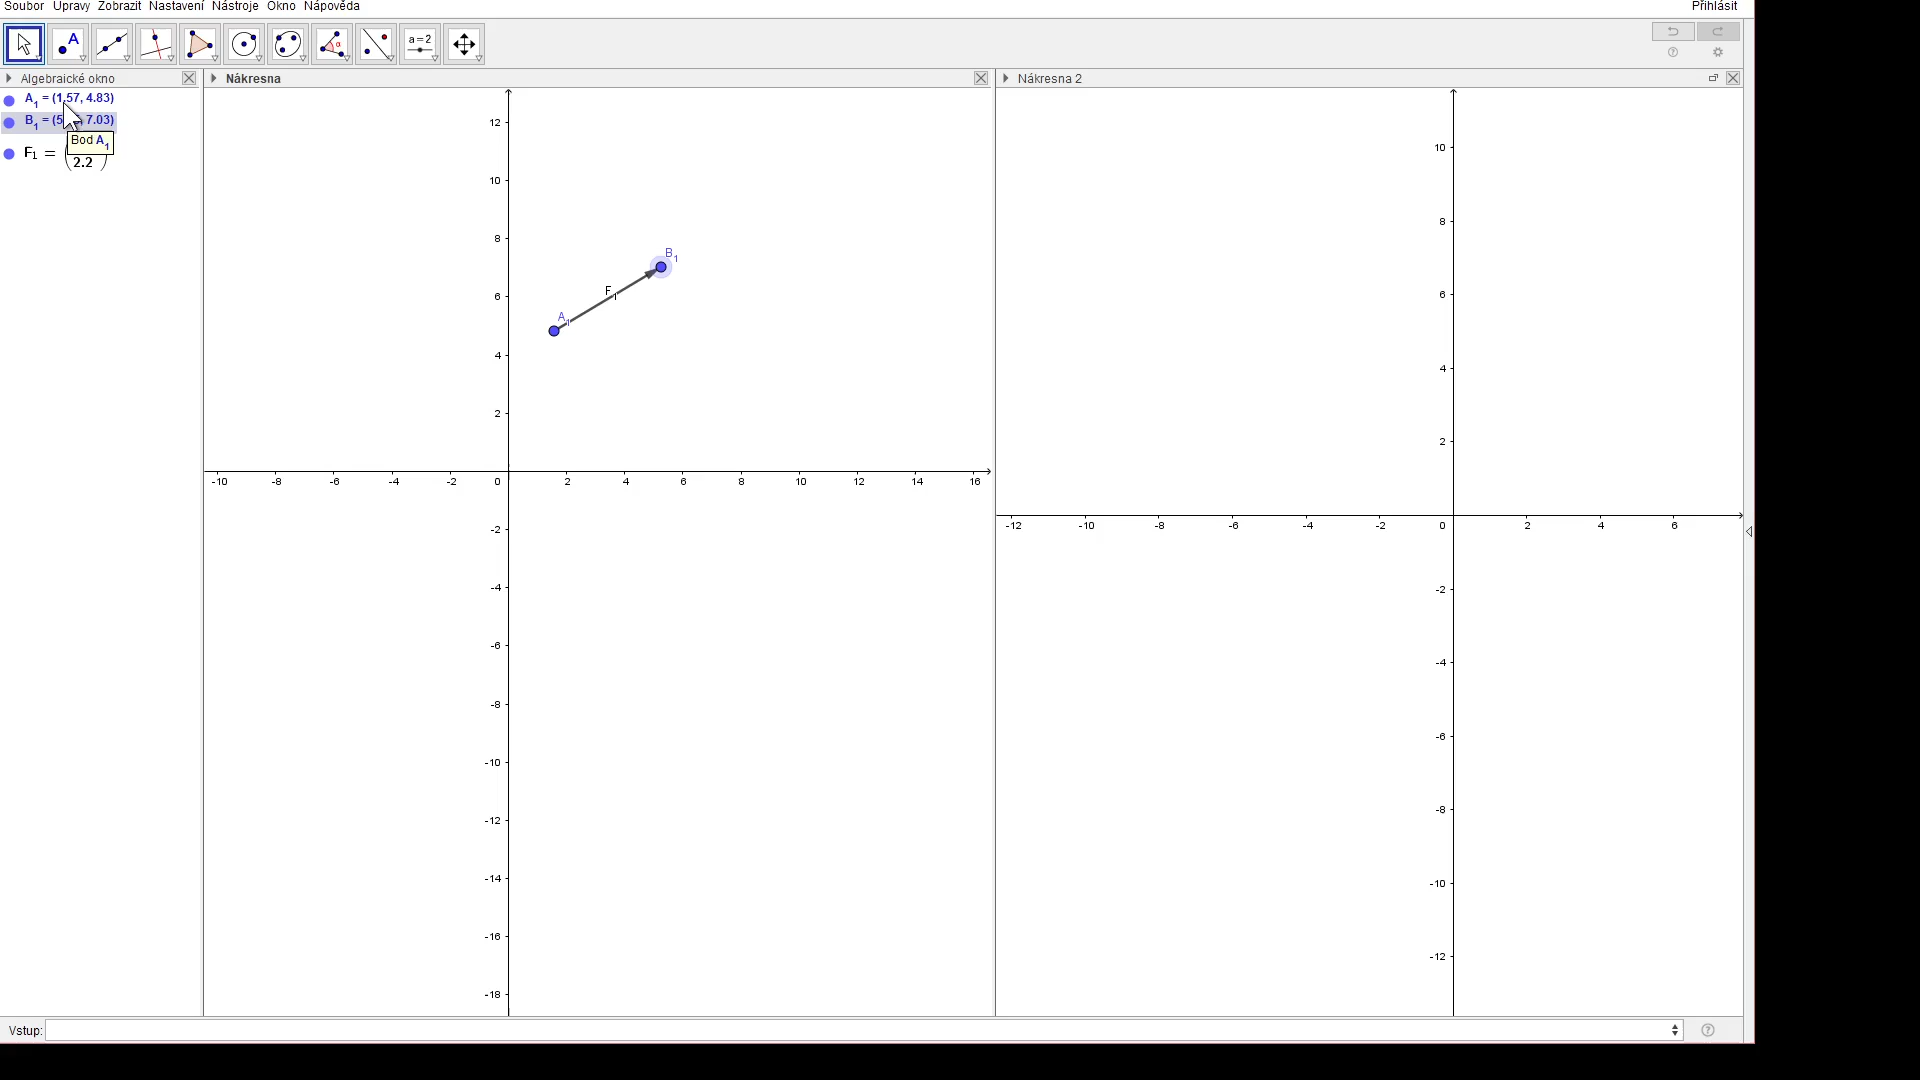 Soubor Úpravy Zobrazit Nastavení Nástroje Okno Nápověda Přihlásit
A α a = 2
Algebraické okno Nákresna Nákresna 2
A1 = (1.57, 4.83)
B1 = (5 7.03)
Bod A1
F1 = ( 2.2 )
12
10
8
6
4
2
-10 -8 -6 -4 -2 0 2 4 6 8 10 12 14 16
-2
-4
-6
-8
-10
-12
-14
-16
-18
B1
F1
A1
10
8
6
4
2
-12 -10 -8 -6 -4 -2 0 2 4 6
-2
-4
-6
-8
-10
-12
Vstup: